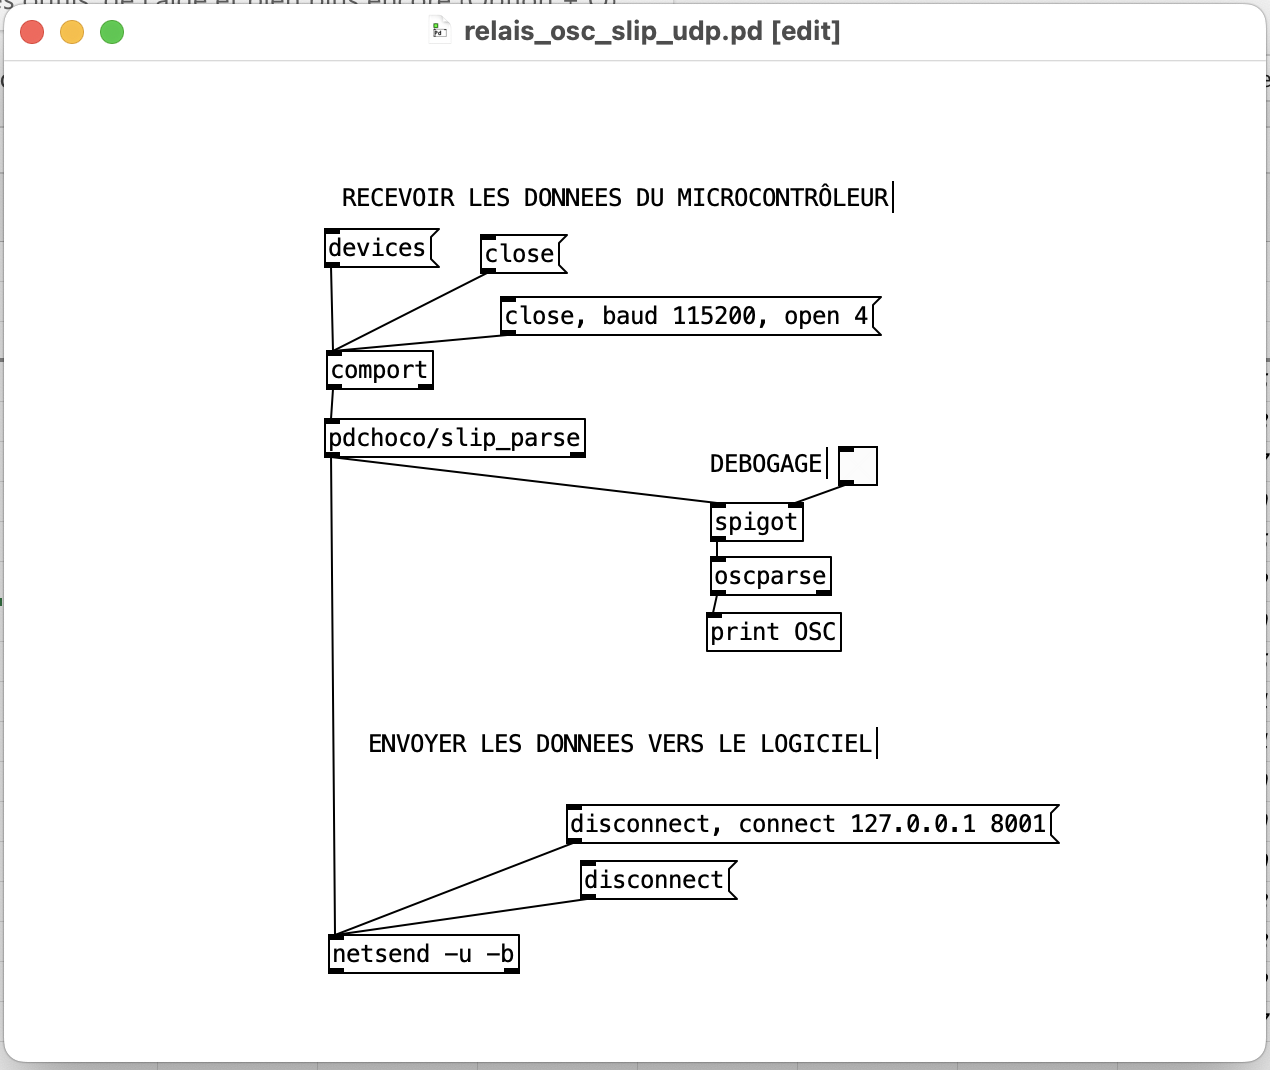 relais_osc_slip_udp.pd [edit]
RECEVOIR LES DONNEES DU MICROCONTRÔLEUR
devices
close
close, baud 115200, open 4
comport
pdchoco/slip_parse
DEBOGAGE
spigot
oscparse
print OSC
ENVOYER LES DONNEES VERS LE LOGICIEL
disconnect, connect 127.0.0.1 8001
disconnect
netsend -u -b